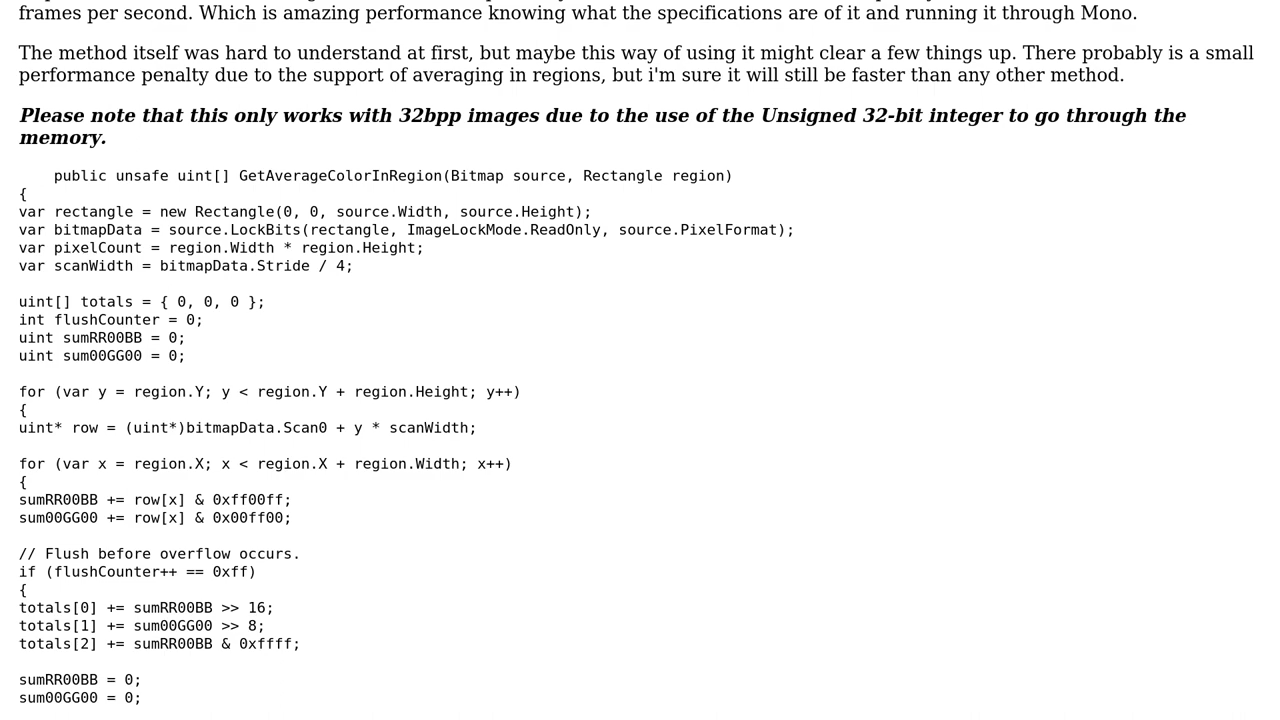 frames per second. Which is amazing performance knowing what the specifications are of it and running it through Mono.
The method itself was hard to understand at first, but maybe this way of using it might clear a few things up. There probably is a small
performance penalty due to the support of averaging in regions, but i'm sure it will still be faster than any other method.
Please note that this only works with 32bpp images due to the use of the Unsigned 32-bit integer to go through the
memory.
public unsafe uint[] GetAverageColorInRegion(Bitmap source, Rectangle region)
{
var rectangle = new Rectangle(0, 0, source.Width, source.Height);
var bitmapData = source.LockBits(rectangle, ImageLockMode.ReadOnly, source.PixelFormat);
var pixelCount = region.Width * region.Height;
var scanWidth = bitmapData.Stride / 4;
uint[] totals = { 0, 0, 0 };
int flushCounter = 0;
uint sumRR00BB = 0;
uint sum00GG00 = 0;
for (var y = region.Y; y < region.Y + region.Height; y++)
{
uint* row = (uint*)bitmapData.Scan0 + y * scanWidth;
for (var x = region.X; x < region.X + region.Width; x++)
{
sumRR00BB += row[x] & 0xff00ff;
sum00GG00 += row[x] & 0x00ff00;
// Flush before overflow occurs.
if (flushCounter++ == 0xff)
{
totals[0] += sumRR00BB >> 16;
totals[1] += sum00GG00 >> 8;
totals[2] += sumRR00BB & 0xffff;
sumRR00BB = 0;
sum00GG00 = 0;